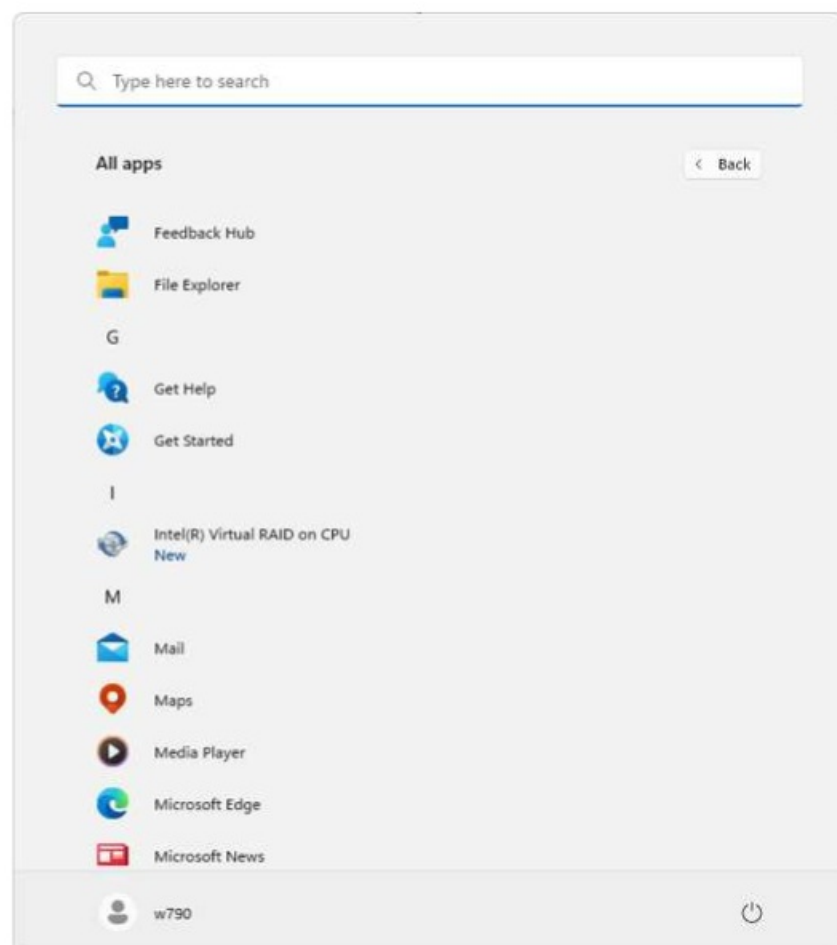 Type here to search
All apps
Back
Feedback Hub
File Explorer
G
Get Help
Get Started
I
Intel(R) Virtual RAID on CPU
New
M
Mail
Maps
Media Player
Microsoft Edge
Microsoft News
w790